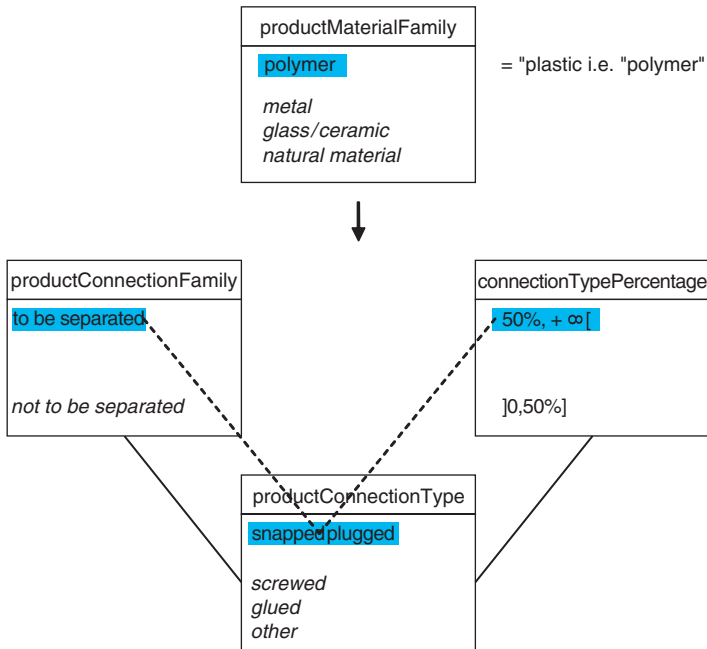 productMaterialFamily
polymer
= "plastic i.e. "polymer"
metal
glass/ceramic
natural material
productConnectionFamily
to be separated
not to be separated
connectionTypePercentage
50%, + ∞ [
]0,50%]
productConnectionType
snapped plugged
screwed
glued
other